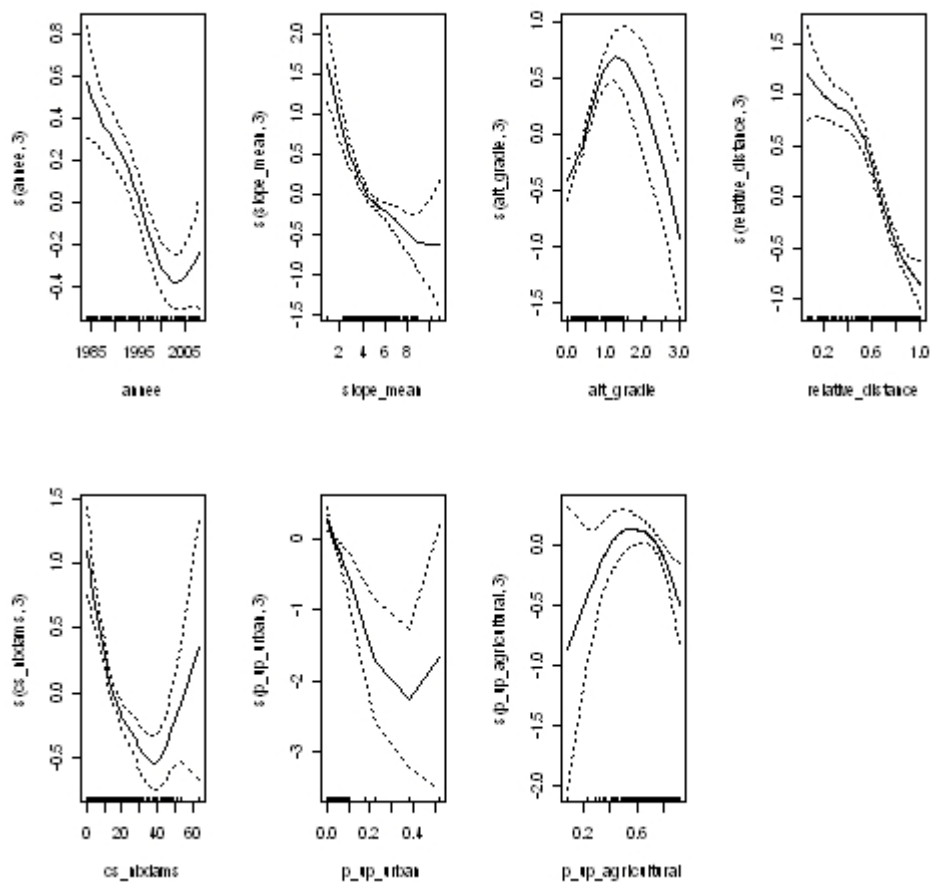 s (annee, 3)
0.8
0.6
0.4
0.2
0.0
-0.2
-0.4
1985 1995 2005
annee
s (slope_mean, 3)
2.0
1.5
1.0
0.5
0.0
-0.5
-1.0
-1.5
2 4 6 8
slope_mean
s (alt_gradie, 3)
1.0
0.5
0.0
-0.5
-1.0
-1.5
0.0 1.0 2.0 3.0
alt_gradie
s (relative_distance, 3)
1.5
1.0
0.5
0.0
-0.5
-1.0
0.2 0.6 1.0
relative_distance
s (cs_nbdams, 3)
1.5
1.0
0.5
0.0
-0.5
0 20 40 60
cs_nbdams
s (p_up_urban, 3)
0
-1
-2
-3
0.0 0.2 0.4
p_up_urban
s (p_up_agricultural, 3)
0.0
-0.5
-1.0
-1.5
-2.0
0.2 0.6
p_up_agricultural